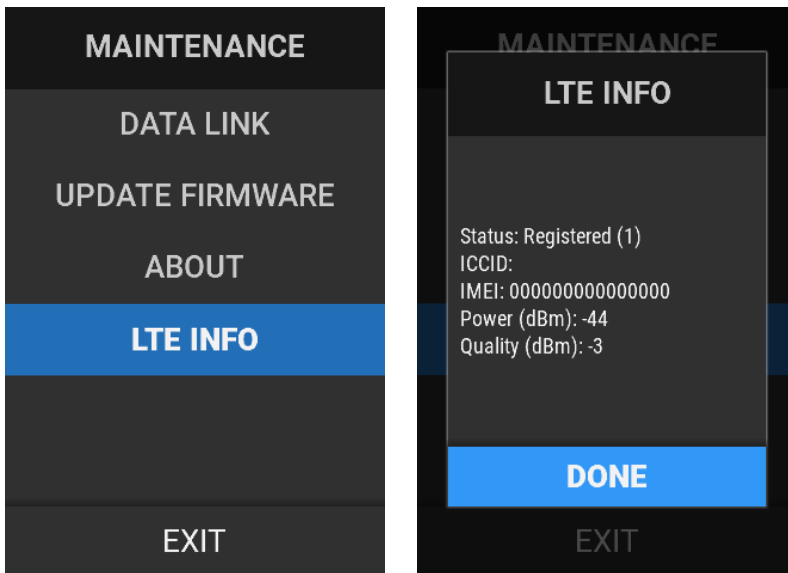 MAINTENANCE
DATA LINK
UPDATE FIRMWARE
ABOUT
LTE INFO
EXIT
MAINTENANCE
LTE INFO
Status: Registered (1)
ICCID:
IMEI: 000000000000000
Power (dBm): -44
Quality (dBm): -3
DONE
EXIT